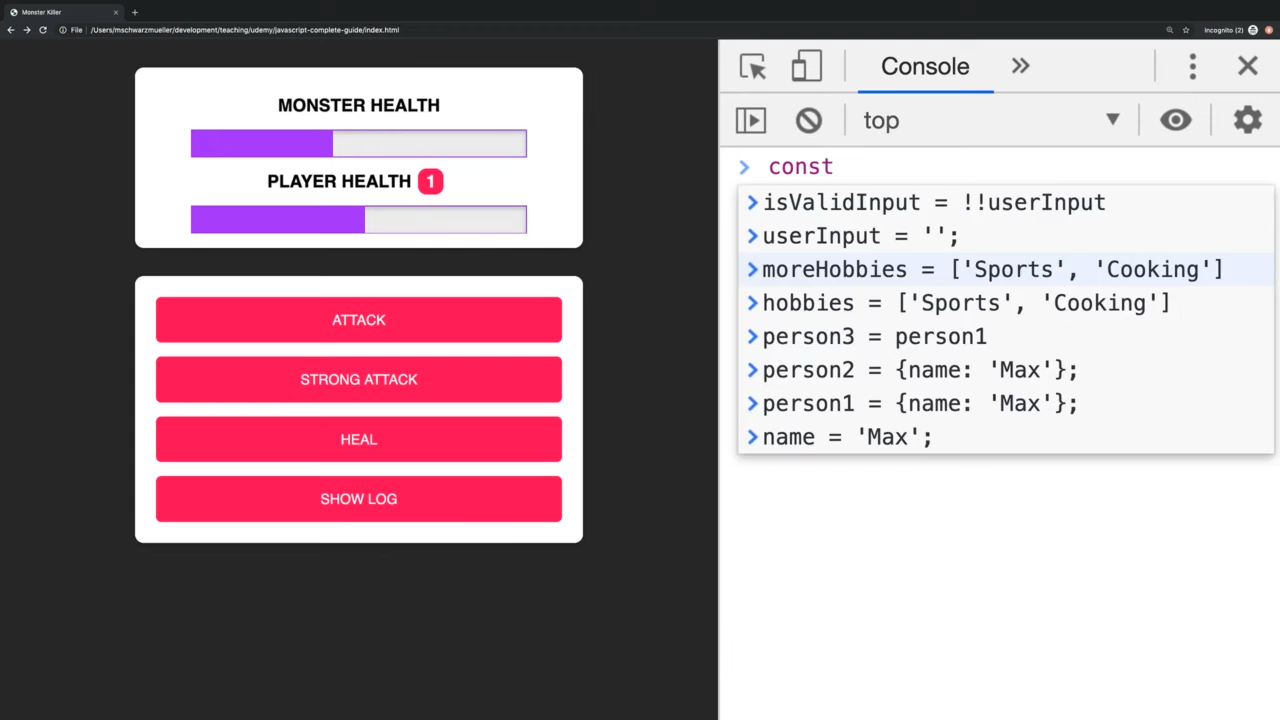 Monster Killer
File /Users/mschwarzmueller/development/teaching/udemy/javascript-complete-guide/index.html
Incognito (2)
MONSTER HEALTH
PLAYER HEALTH 1
ATTACK
STRONG ATTACK
HEAL
SHOW LOG
Console
top
const
isValidInput = !!userInput
userInput = '';
moreHobbies = ['Sports', 'Cooking']
hobbies = ['Sports', 'Cooking']
person3 = person1
person2 = {name: 'Max'};
person1 = {name: 'Max'};
name = 'Max';